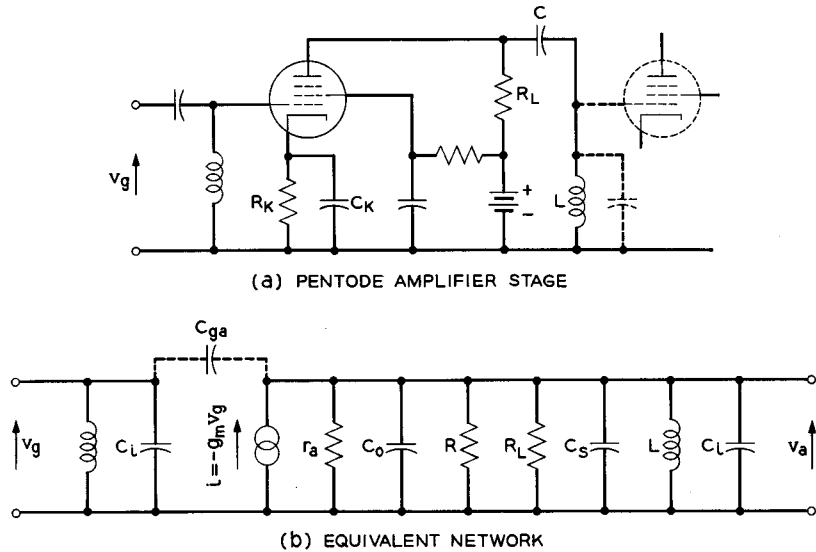 C
R_L
v_g
R_K
C_K
+
-
L
(a) PENTODE AMPLIFIER STAGE
C_ga
v_g
C_i
i=-g_m v_g
r_a
C_o
R
R_L
C_s
L
C_i
v_a
(b) EQUIVALENT NETWORK